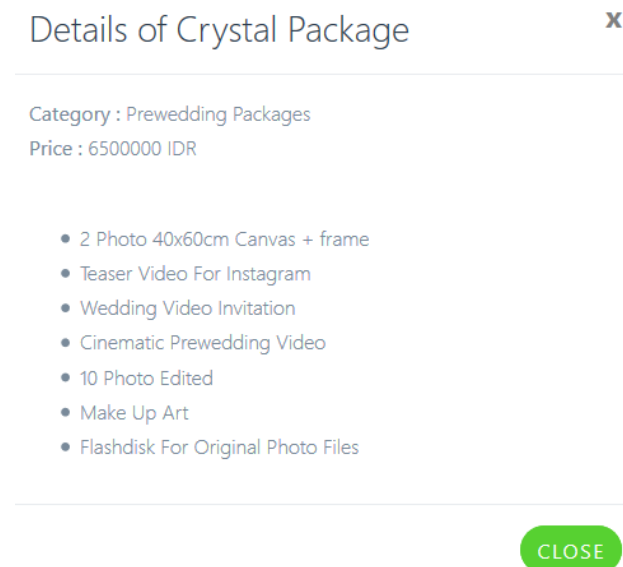 Details of Crystal Package
X
Category : Prewedding Packages
Price : 6500000 IDR
2 Photo 40x60cm Canvas + frame
Teaser Video For Instagram
Wedding Video Invitation
Cinematic Prewedding Video
10 Photo Edited
Make Up Art
Flashdisk For Original Photo Files
CLOSE